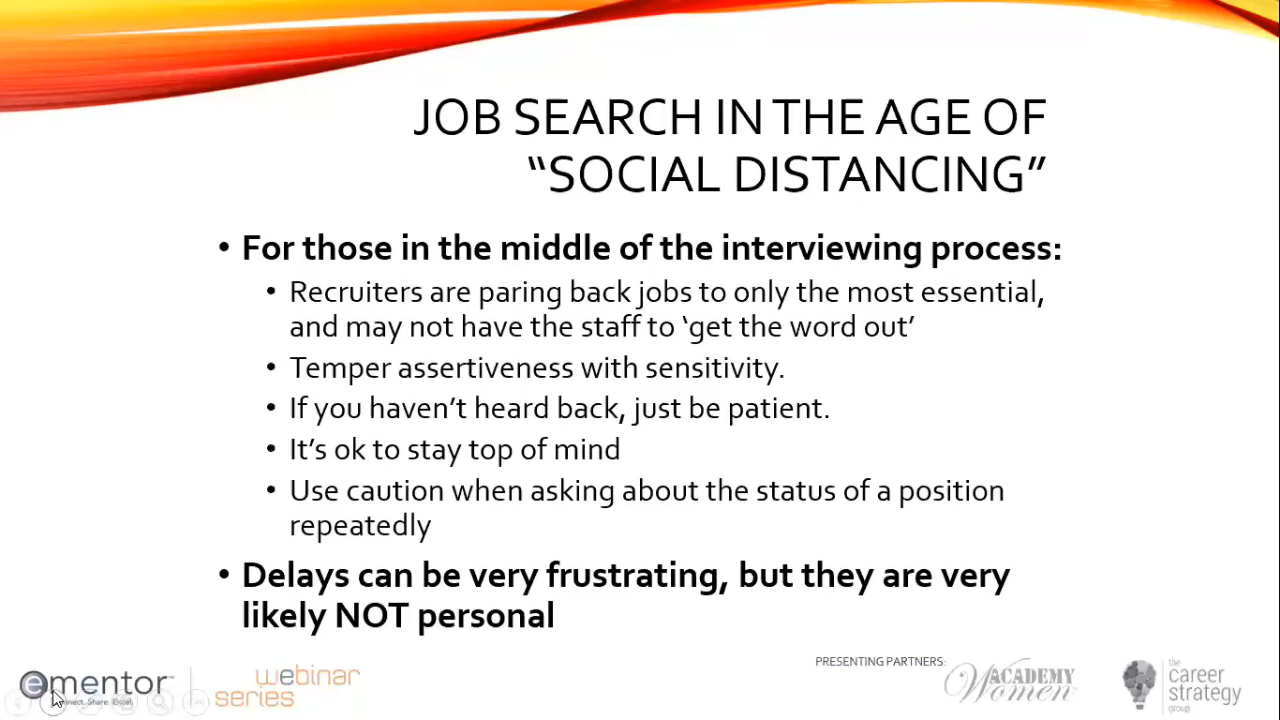 JOB SEARCH IN THE AGE OF
“SOCIAL DISTANCING”
• For those in the middle of the interviewing process:
• Recruiters are paring back jobs to only the most essential,
and may not have the staff to ‘get the word out’
• Temper assertiveness with sensitivity.
• If you haven’t heard back, just be patient.
• It’s ok to stay top of mind
• Use caution when asking about the status of a position
repeatedly
• Delays can be very frustrating, but they are very
likely NOT personal
ementor™
Connect. Share. Excel.
webinar
series
PRESENTING PARTNERS:
ACADEMY
Women
the
career
strategy
group